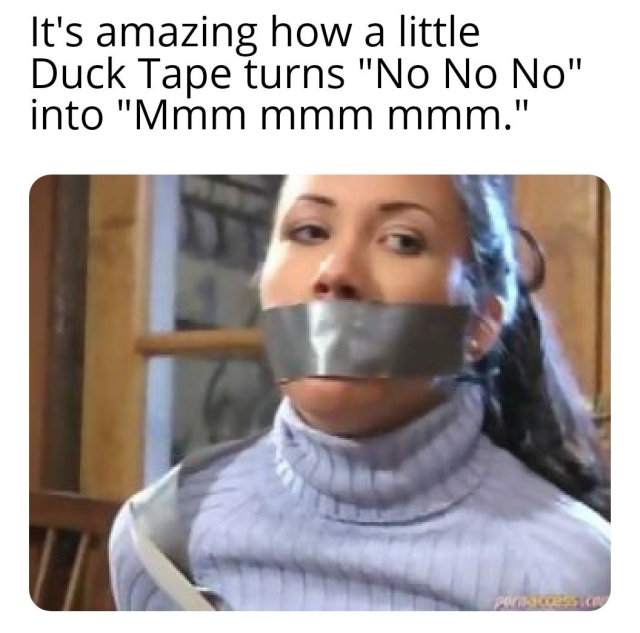 It's amazing how a little
Duck Tape turns "No No No"
into "Mmm mmm mmm."